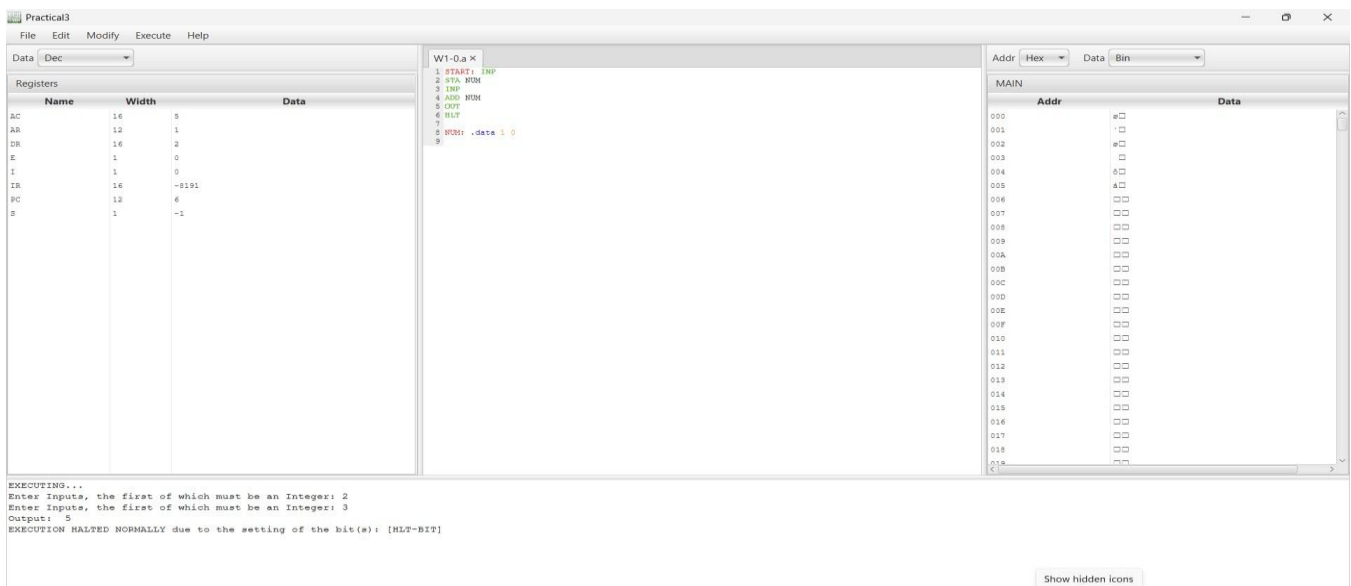 Practical3
File Edit Modify Execute Help
Data Dec
Registers
Name Width Data
AC 16 5
AR 12 1
DR 16 2
E 1 0
I 1 0
IR 16 -8191
PC 12 6
S 1 -1
W1-0.a ×
1 START: INP
2 STA NUM
3 INP
4 ADD NUM
5 OUT
6 HLT
7
8 NUM: .data 1 0
9
Addr Hex Data Bin
MAIN
Addr Data
000
001
002
003
004
005
006
007
008
009
00A
00B
00C
00D
00E
00F
010
011
012
013
014
015
016
017
018
019
EXECUTING...
Enter Inputs, the first of which must be an Integer: 2
Enter Inputs, the first of which must be an Integer: 3
Output: 5
EXECUTION HALTED NORMALLY due to the setting of the bit(s): [HLT-BIT]
Show hidden icons